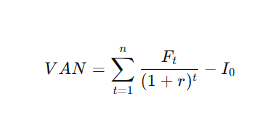 $VAN = \sum_{t=1}^{n} \frac{F_t}{(1+r)^t} - I_0$